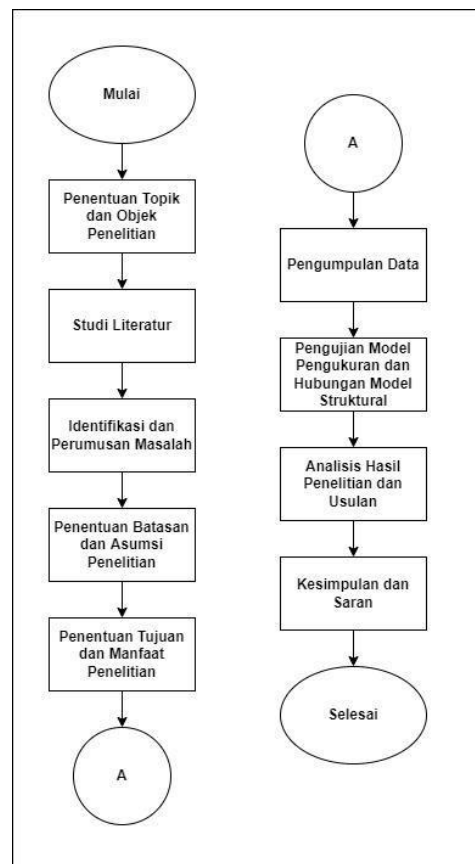 Mulai
Penentuan Topik
dan Objek
Penelitian
Studi Literatur
Identifikasi dan
Perumusan Masalah
Penentuan Batasan
dan Asumsi
Penelitian
Penentuan Tujuan
dan Manfaat
Penelitian
A
A
Pengumpulan Data
Pengujian Model
Pengukuran dan
Hubungan Model
Struktural
Analisis Hasil
Penelitian dan
Usulan
Kesimpulan dan
Saran
Selesai